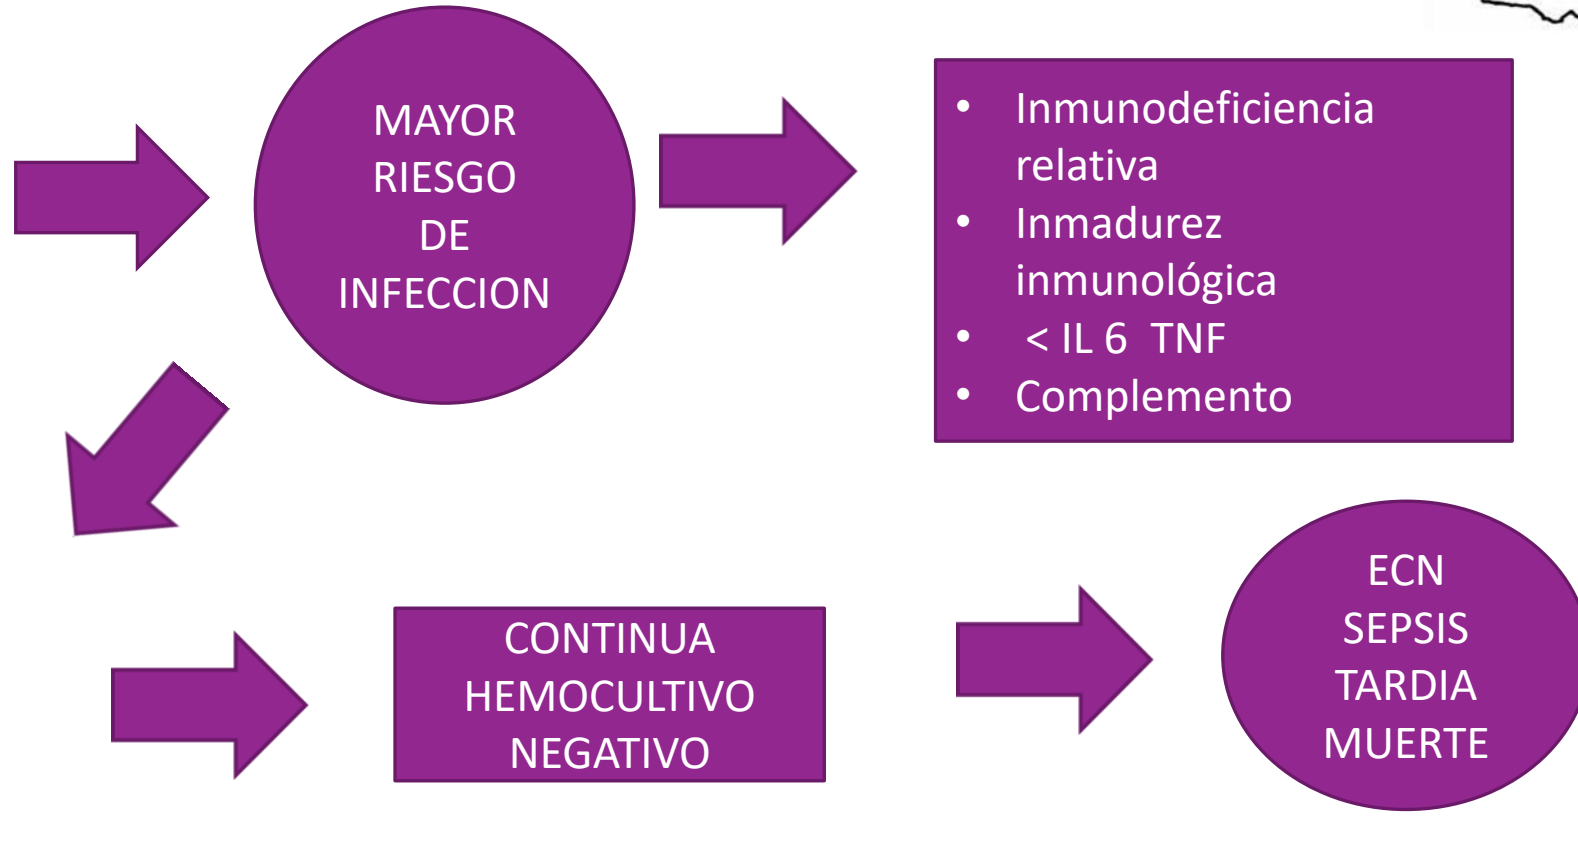 MAYOR
RIESGO
DE
INFECCION
• Inmunodeficiencia
relativa
• Inmadurez
inmunológica
• < IL 6 TNF
• Complemento
CONTINUA
HEMOCULTIVO
NEGATIVO
ECN
SEPSIS
TARDIA
MUERTE